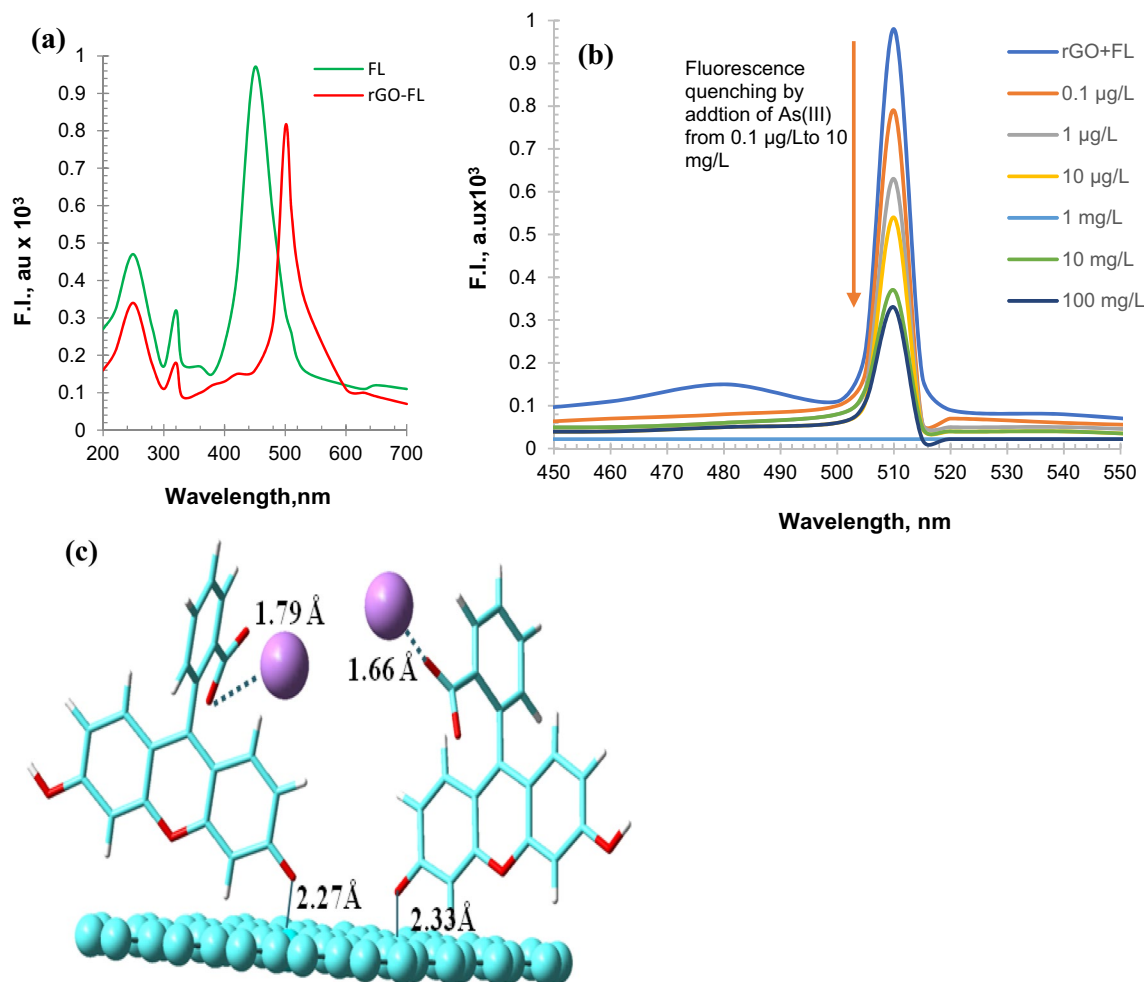 (a)
FL
rGO-FL
F.I., au x 10³
1
0.9
0.8
0.7
0.6
0.5
0.4
0.3
0.2
0.1
0
200 300 400 500 600 700
Wavelength,nm
(b)
Fluorescence
quenching by
addtion of As(III)
from 0.1 µg/Lto 10
mg/L
rGO+FL
0.1 µg/L
1 µg/L
10 µg/L
1 mg/L
10 mg/L
100 mg/L
F.I., a.ux10³
1
0.9
0.8
0.7
0.6
0.5
0.4
0.3
0.2
0.1
0
450 460 470 480 490 500 510 520 530 540 550
Wavelength, nm
(c)
1.79 Å
1.66 Å
2.27Å
2.33Å